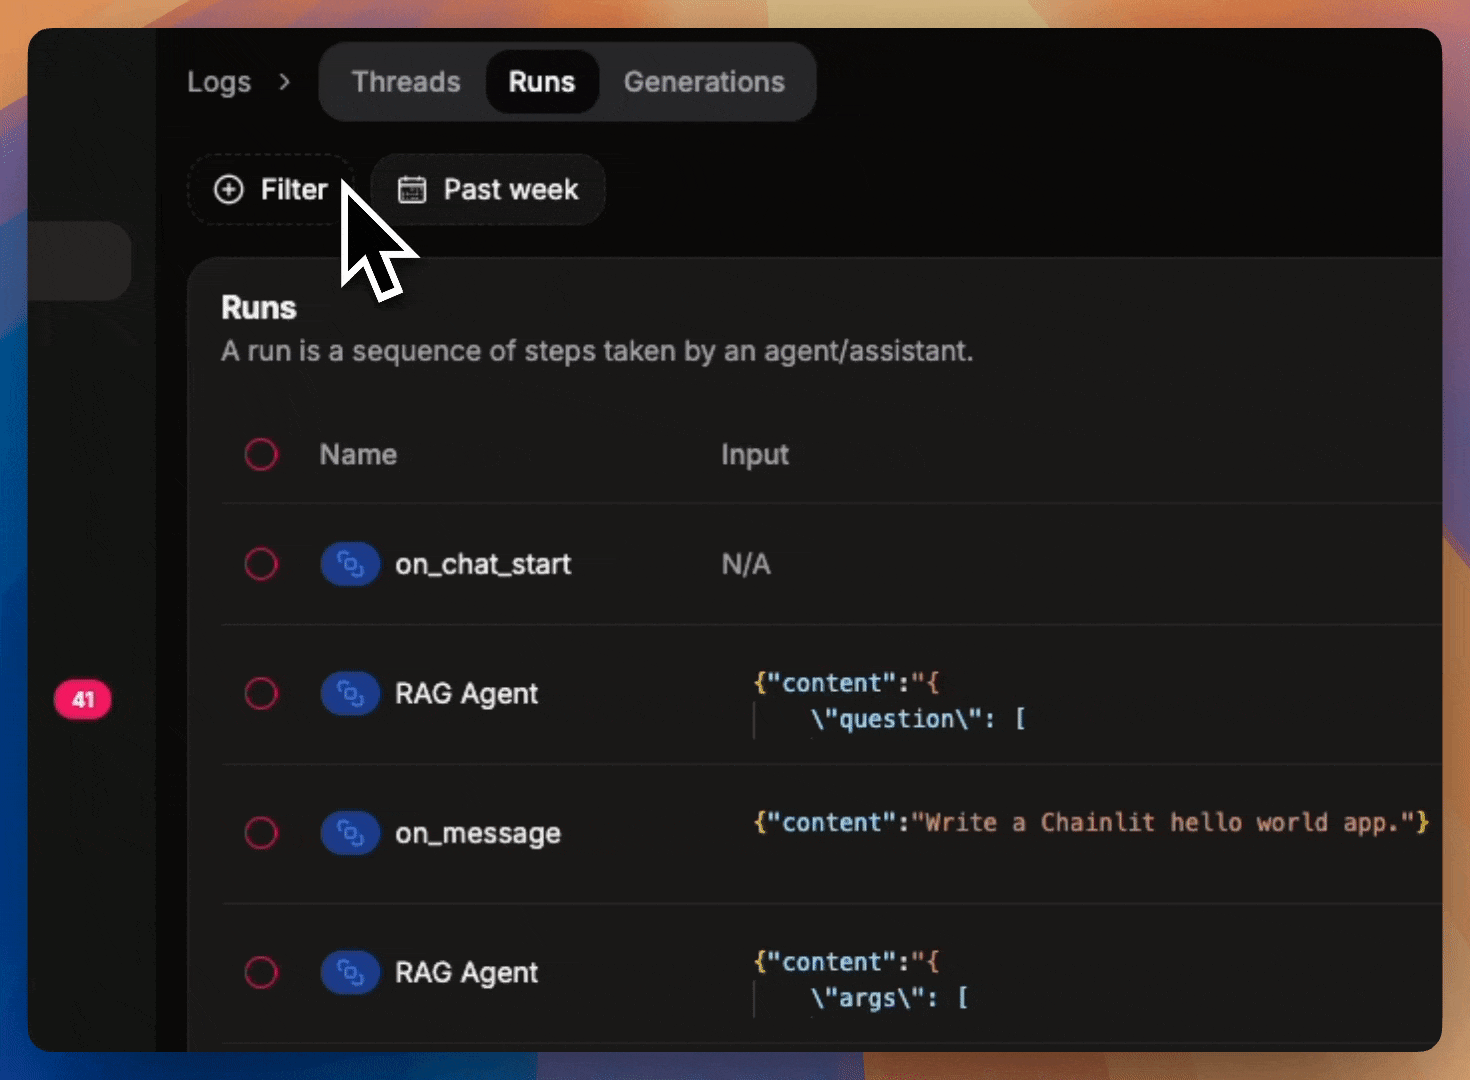 Logs > Threads Runs Generations
Filter Past week
Runs
A run is a sequence of steps taken by an agent/assistant.
Name Input
on_chat_start N/A
RAG Agent {"content":"{
\"question\": [
41
on_message {"content":"Write a Chainlit hello world app."}
RAG Agent {"content":"{
\"args\": [